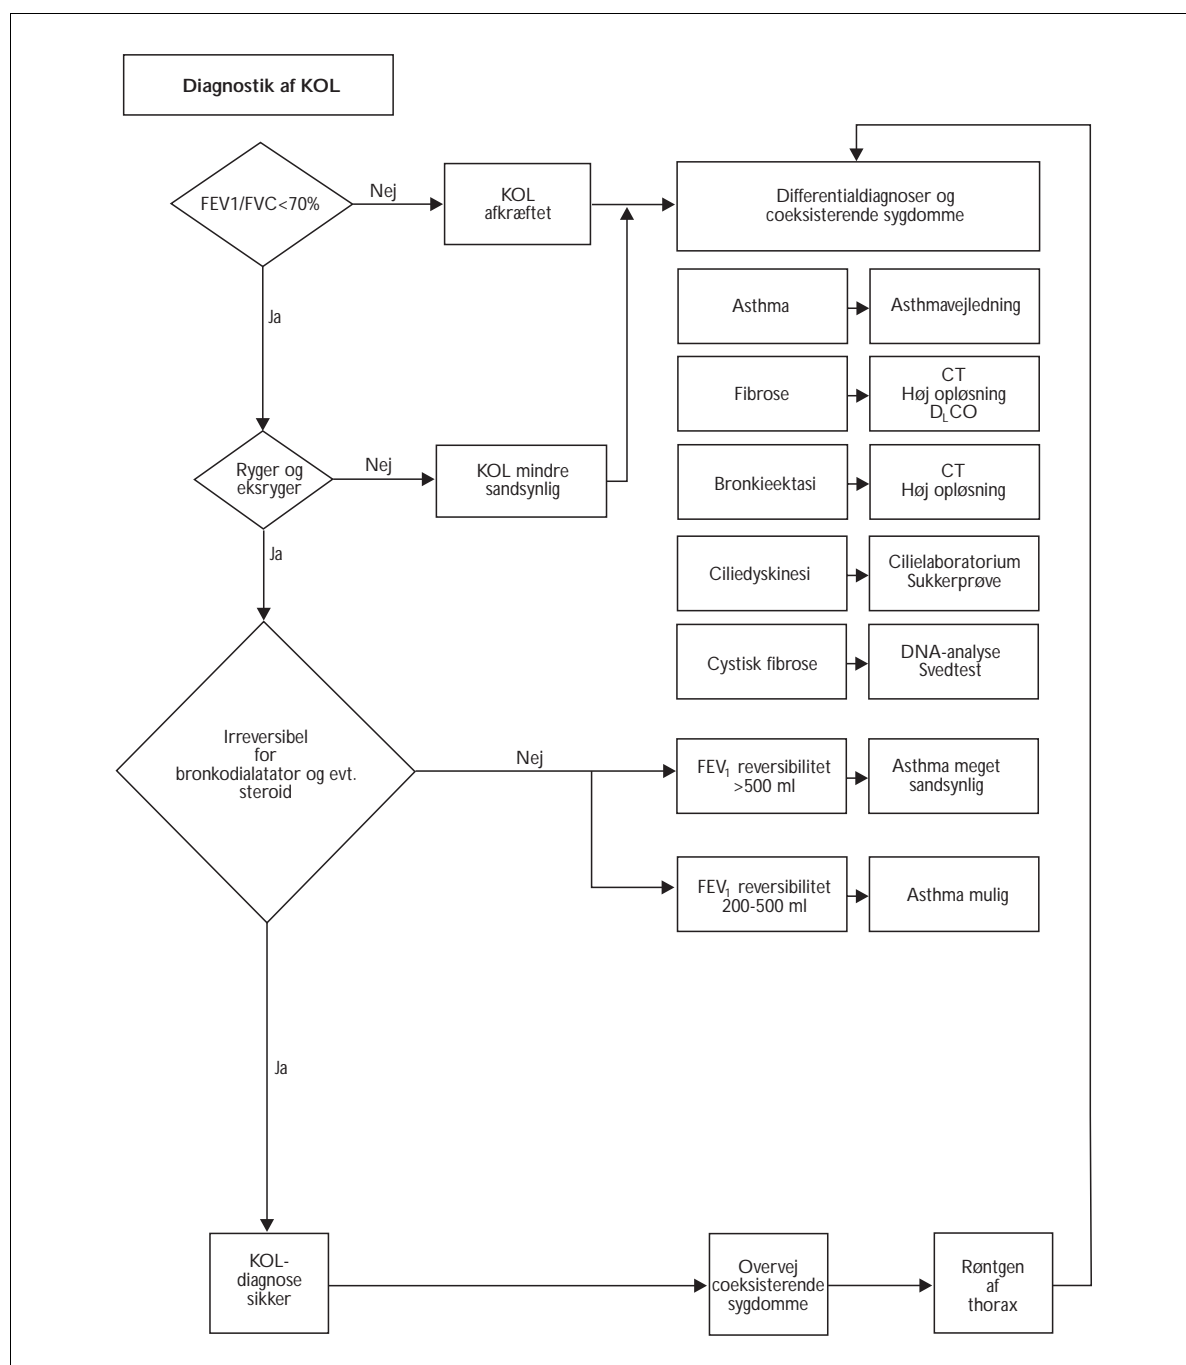 Diagnostik af KOL
FEV1/FVC<70%
Nej
KOL
afkræftet
Differentialdiagnoser og
coeksisterende sygdomme
Ja
Asthma
Asthmavejledning
Fibrose
CT
Høj opløsning
DLCO
Ryger og
eksryger
Nej
KOL mindre
sandsynlig
Bronkieektasi
CT
Høj opløsning
Ja
Ciliedyskinesi
Cilielaboratorium
Sukkerprøve
Cystisk fibrose
DNA-analyse
Svedtest
Irreversibel
for
bronkodialatator og evt.
steroid
Nej
FEV1 reversibilitet
>500 ml
Asthma meget
sandsynlig
FEV1 reversibilitet
200-500 ml
Asthma mulig
Ja
KOL-
diagnose
sikker
Overvej
coeksisterende
sygdomme
Røntgen
af
thorax